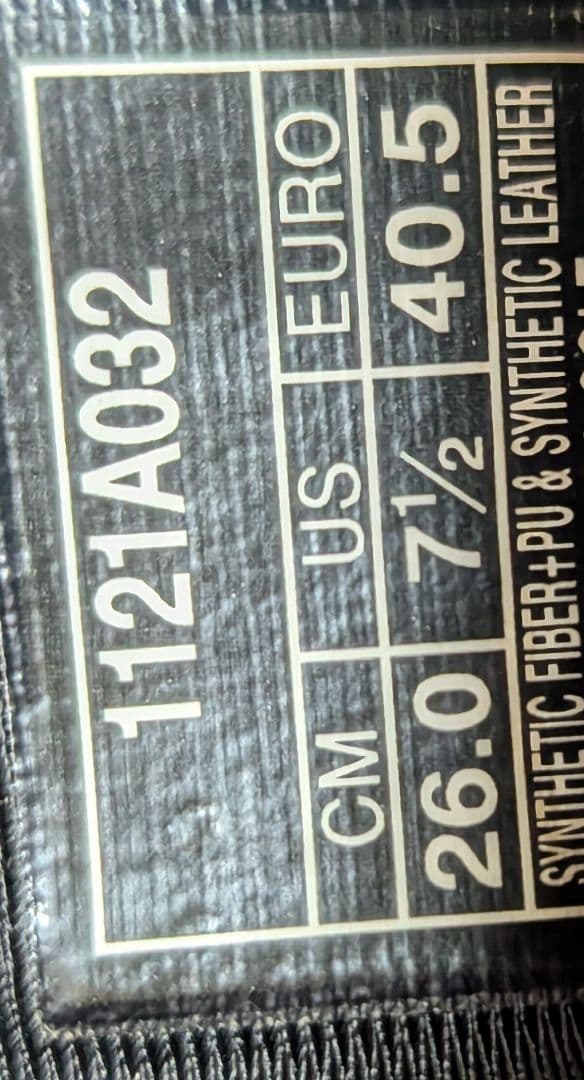 1121A032
CM US EURO
26.0 7½ 40.5
SYNTHETIC FIBER+PU & SYNTHETIC LEATHER